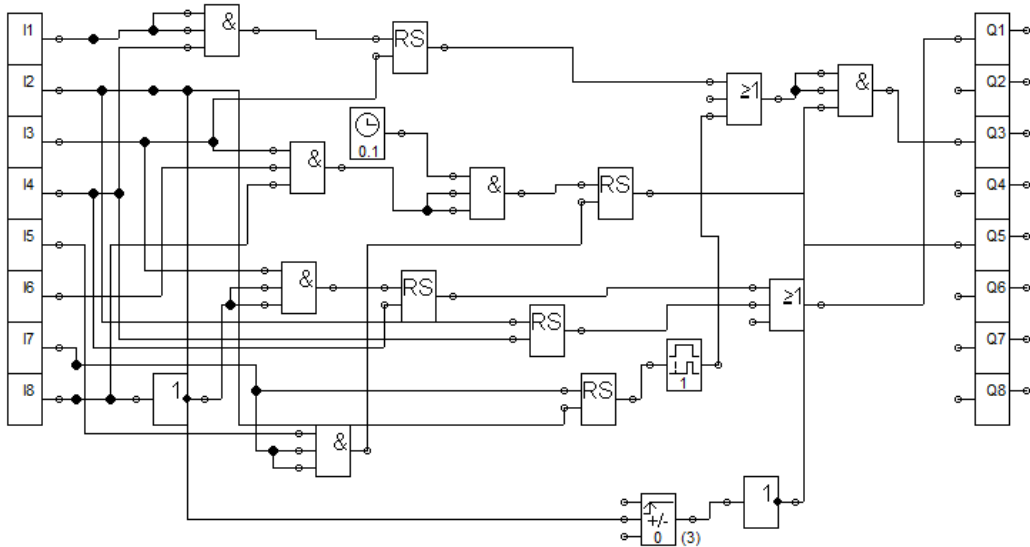 I1
I2
I3
I4
I5
I6
I7
I8
&
RS
≥1
&
Q1
Q2
Q3
Q4
Q5
Q6
Q7
Q8
0.1
&
&
RS
&
RS
≥1
RS
1
RS
1
&
+/-
0
(3)
1